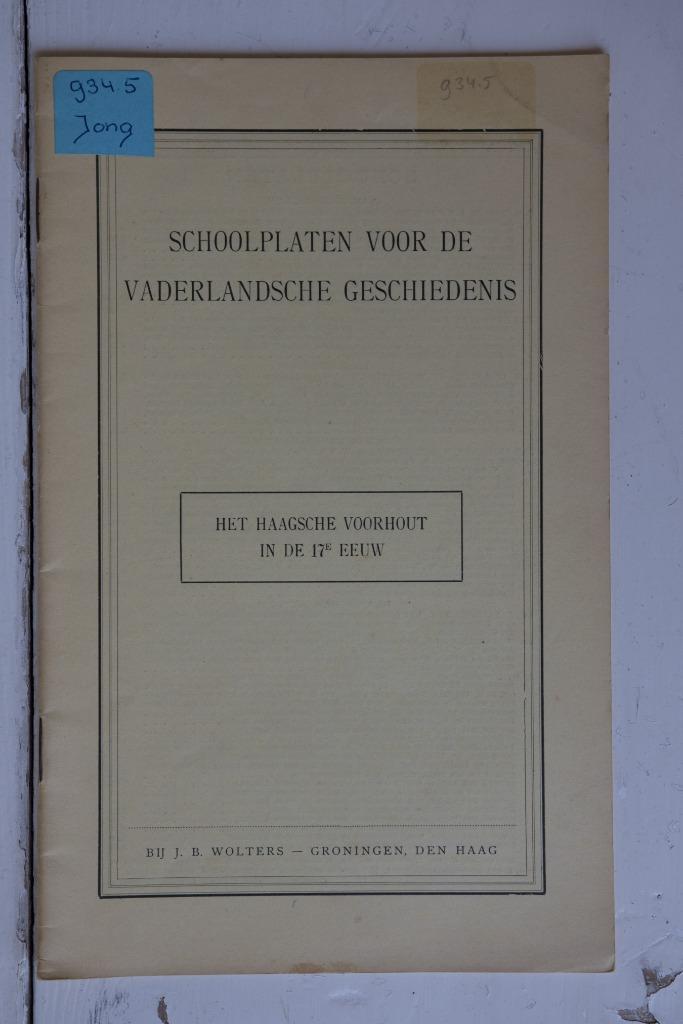 934.5
Jong
934.5
SCHOOLPLATEN VOOR DE
VADERLANDSCHE GESCHIEDENIS
HET HAAGSCHE VOORHOUT
IN DE 17E EEUW
BIJ J. B. WOLTERS — GRONINGEN, DEN HAAG